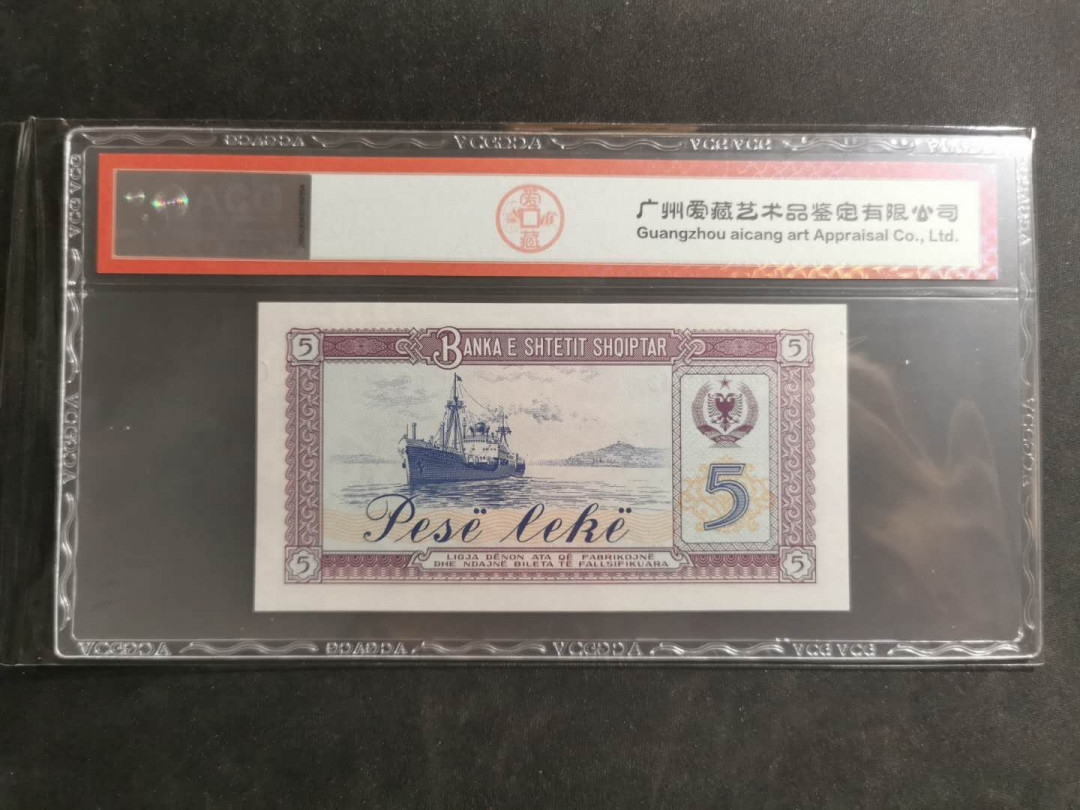 爱藏
广州爱藏艺术品鉴定有限公司
Guangzhou aicang art Appraisal Co., Ltd.
5
BANKA E SHTETIT SHQIPTAR
5
5
Pesë lekë
5
LIGJA DËNON ATA QË FABRIKOJNË
DHE NDAJNË BILETA TË FALLSIFIKUARA
5